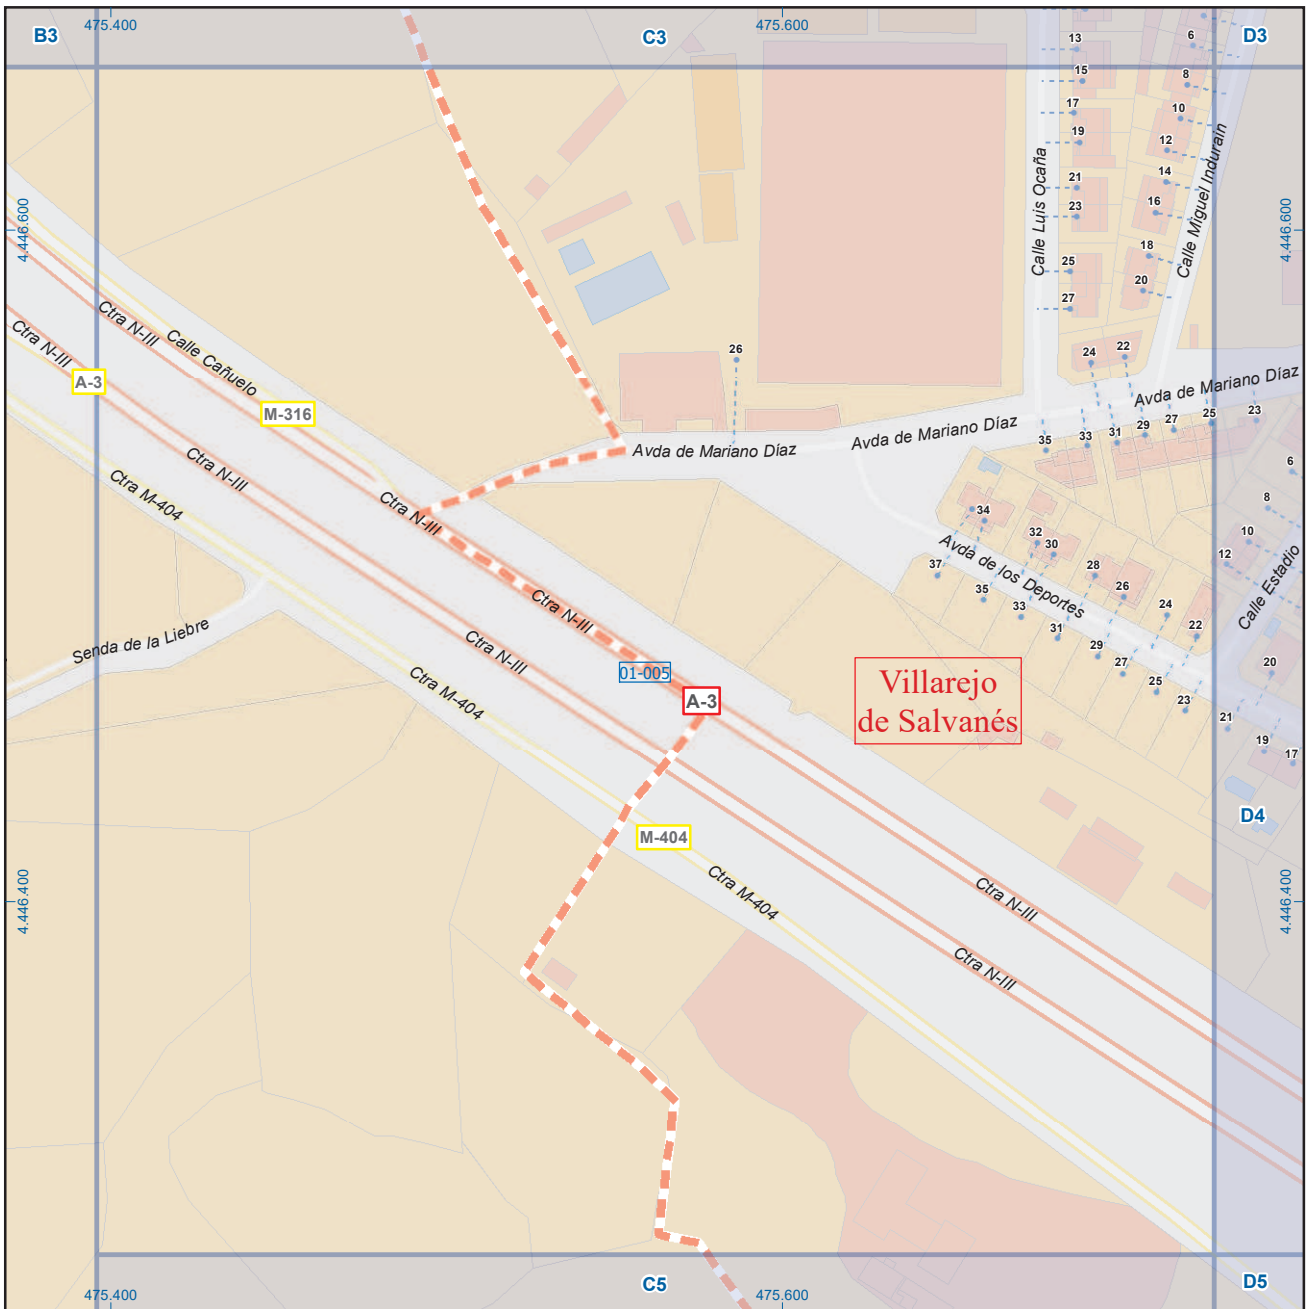 475.400
475.600
B3
C3
D3
13
6
15
8
17
10
19
12
21
14
23
16
25
18
27
20
Calle Luis Ocaña
Calle Miguel Indurain
4.446.600
4.446.600
Ctra N-III
Calle Cañuelo
Ctra N-III
A-3
M-316
26
24
22
Avda de Mariano Díaz
Avda de Mariano Díaz
Avda de Mariano Díaz
35
33
31
29
27
25
23
Ctra N-III
Ctra M-404
Ctra N-III
34
32
30
28
26
24
22
6
8
10
12
37
35
33
31
29
27
25
23
21
20
19
17
Avda de los Deportes
Calle Estadio
Ctra N-III
Ctra N-III
Senda de la Liebre
Ctra M-404
01-005
A-3
Villarejo
de Salvanés
M-404
D4
Ctra M-404
Ctra N-III
4.446.400
4.446.400
Ctra N-III
C5
D5
475.400
475.600